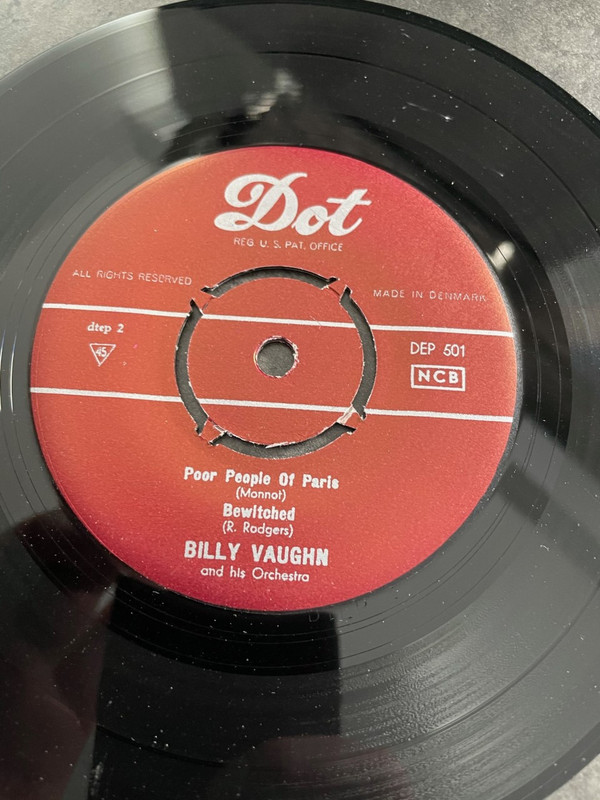 Dot
REG. U. S. PAT. OFFICE
ALL RIGHTS RESERVED
MADE IN DENMARK
dtep 2
45
DEP 501
NCB
Poor People Of Paris
(Monnot)
Bewitched
(R. Rodgers)
BILLY VAUGHN
and his Orchestra